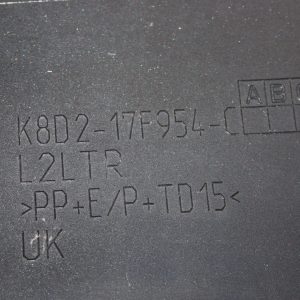 K8D2-17F954-C
A B
L2LTR
>PP+E/P+TD15<
UK